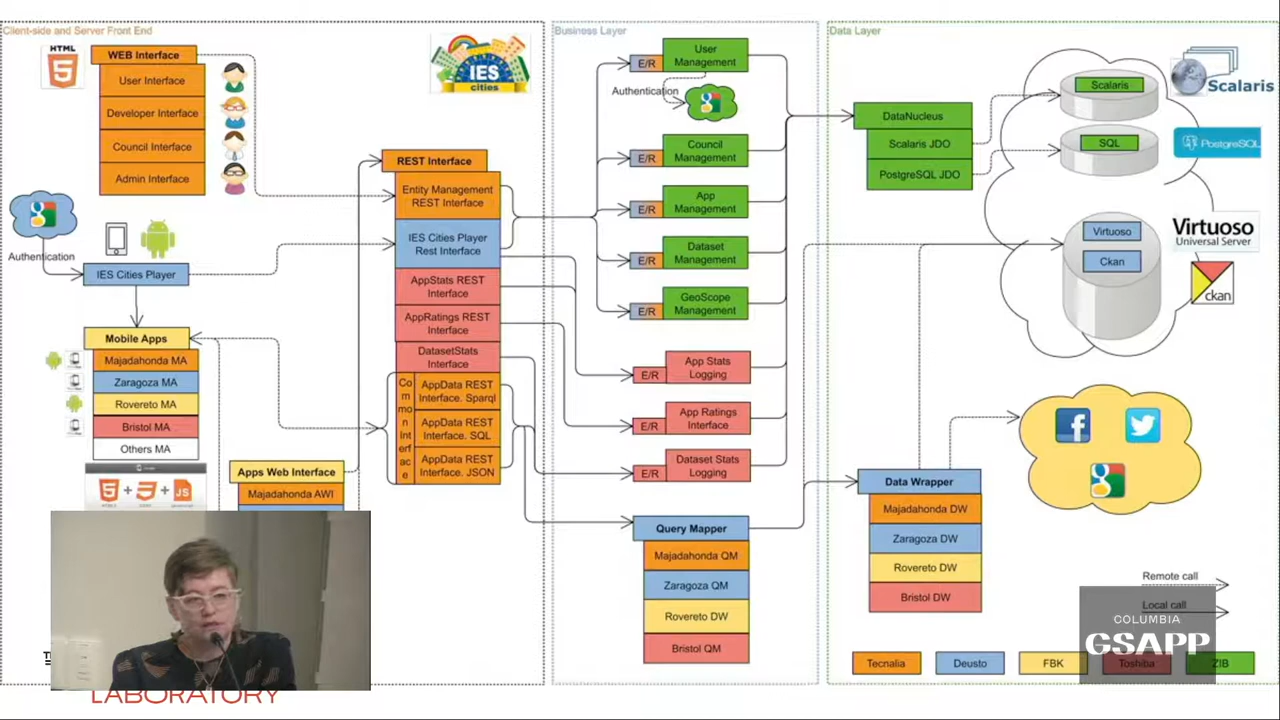 Client-side and Server Front End
HTML
5
WEB Interface
User Interface
Developer Interface
Council Interface
Admin Interface
Authentication
IES Cities Player
Mobile Apps
Majadahonda MA
Zaragoza MA
Rovereto MA
Bristol MA
Others MA
Apps Web Interface
Majadahonda AWI
IES
cities
REST Interface
Entity Management
REST Interface
IES Cities Player
Rest Interface
AppStats REST
Interface
AppRatings REST
Interface
DatasetStats
Interface
Co
m
mo
n Int
erf
ac
e
AppData REST
Interface. Sparql
AppData REST
Interface. SQL
AppData REST
Interface. JSON
Business Layer
E/R
User
Management
Authentication
E/R
Council
Management
E/R
App
Management
E/R
Dataset
Management
E/R
GeoScope
Management
E/R
App Stats
Logging
E/R
App Ratings
Interface
E/R
Dataset Stats
Logging
Query Mapper
Majadahonda QM
Zaragoza QM
Rovereto DW
Bristol QM
Data Layer
DataNucleus
Scalaris JDO
PostgreSQL JDO
Scalaris
SQL
Scalaris
PostgreSQL
Virtuoso
Ckan
Virtuoso
Universal Server
ckan
Data Wrapper
Majadahonda DW
Zaragoza DW
Rovereto DW
Bristol DW
Remote call
Local call
Tecnalia
Deusto
FBK
Toshiba
ZIB
COLUMBIA
GSAPP
LABORATORY